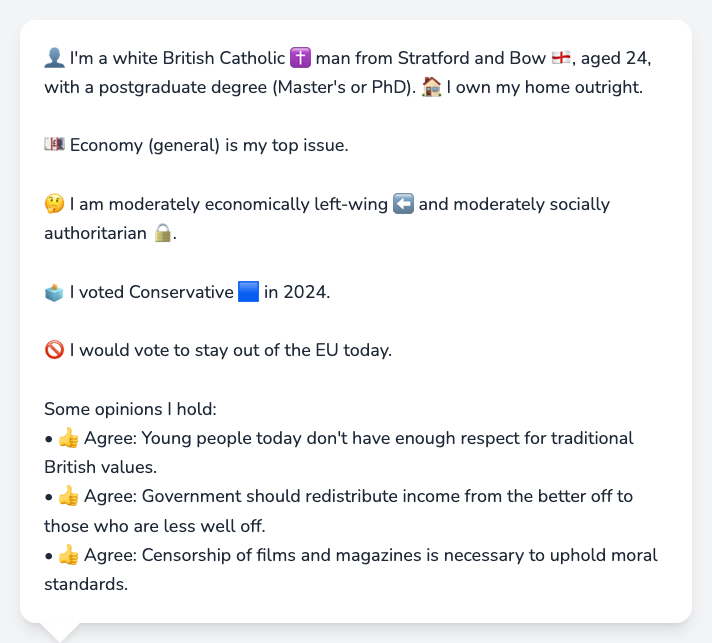 👤 I'm a white British Catholic ✝️ man from Stratford and Bow 🏴󠁧󠁢󠁥󠁮󠁧󠁿, aged 24,
with a postgraduate degree (Master's or PhD). 🏠 I own my home outright.
💷 Economy (general) is my top issue.
🤔 I am moderately economically left-wing ⬅️ and moderately socially
authoritarian 🔒.
🗳️ I voted Conservative 🟦 in 2024.
🚫 I would vote to stay out of the EU today.
Some opinions I hold:
• 👍 Agree: Young people today don't have enough respect for traditional
British values.
• 👍 Agree: Government should redistribute income from the better off to
those who are less well off.
• 👍 Agree: Censorship of films and magazines is necessary to uphold moral
standards.